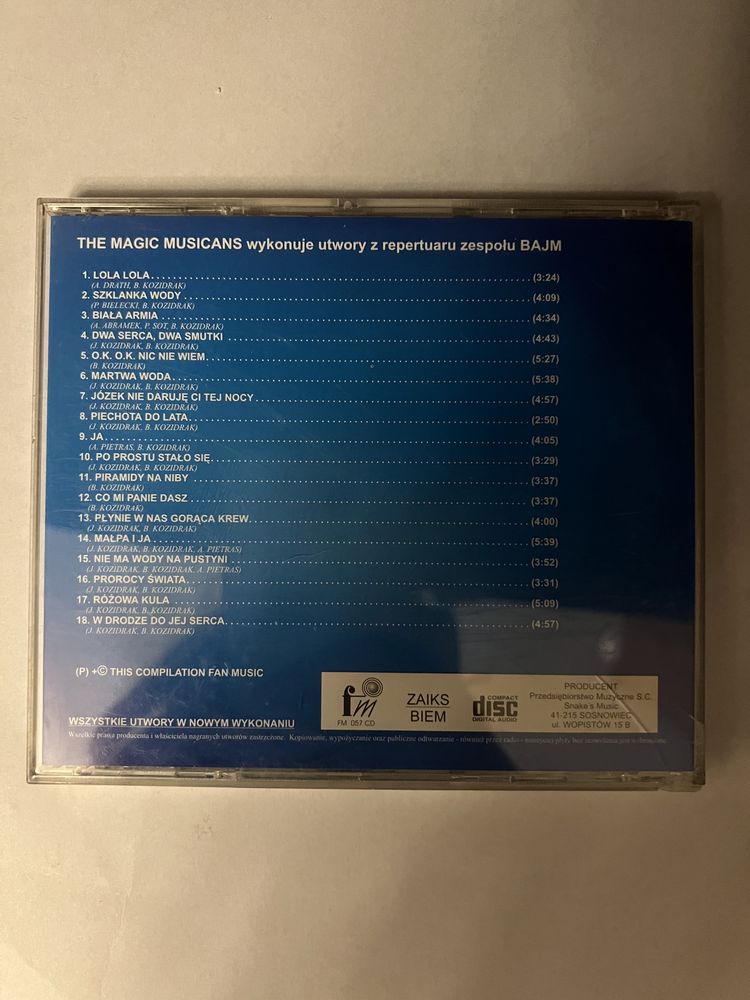 THE MAGIC MUSICANS wykonuje utwory z repertuaru zespołu BAJM
1. LOLA LOLA (3:24)
(A. DRATH, B. KOZIDRAK)
2. SZKLANKA WODY (4:09)
(P. BIELECKI, B. KOZIDRAK)
3. BIAŁA ARMIA (4:34)
(A. ABRAMEK, P. SOT, B. KOZIDRAK)
4. DWA SERCA, DWA SMUTKI (4:43)
(J. KOZIDRAK, B. KOZIDRAK)
5. O.K. O.K. NIC NIE WIEM (5:27)
(B. KOZIDRAK)
6. MARTWA WODA (5:38)
(J. KOZIDRAK, B. KOZIDRAK)
7. JÓZEK NIE DARUJĘ CI TEJ NOCY (4:57)
(J. KOZIDRAK, B. KOZIDRAK)
8. PIECHOTA DO LATA (2:50)
(J. KOZIDRAK, B. KOZIDRAK)
9. JA (4:05)
(A. PIETRAS, B. KOZIDRAK)
10. PO PROSTU STAŁO SIĘ (3:29)
(J. KOZIDRAK, B. KOZIDRAK)
11. PIRAMIDY NA NIBY (3:37)
(B. KOZIDRAK)
12. CO MI PANIE DASZ (3:37)
(B. KOZIDRAK)
13. PŁYNIE W NAS GORĄCA KREW (4:00)
(J. KOZIDRAK, B. KOZIDRAK)
14. MAŁPA I JA (5:39)
(J. KOZIDRAK, B. KOZIDRAK, A. PIETRAS)
15. NIE MA WODY NA PUSTYNI (3:52)
(J. KOZIDRAK, B. KOZIDRAK, A. PIETRAS)
16. PROROCY ŚWIATA (3:31)
(J. KOZIDRAK, B. KOZIDRAK)
17. RÓŻOWA KULA (5:09)
(J. KOZIDRAK, B. KOZIDRAK)
18. W DRODZE DO JEJ SERCA (4:57)
(J. KOZIDRAK, B. KOZIDRAK)
(P) +© THIS COMPILATION FAN MUSIC
fm
FM 057 CD
ZAIKS
BIEM
COMPACT
disc
DIGITAL AUDIO
PRODUCENT
Przedsiębiorstwo Muzyczne S.C.
Snake's Music
41-215 SOSNOWIEC
ul. WOPISTÓW 15 B
WSZYSTKIE UTWORY W NOWYM WYKONANIU
Wszelkie prawa producenta i właściciela nagranych utworów zastrzeżone. Kopiowanie, wypożyczanie oraz publiczne odtwarzanie - również przez radio - niniejszej płyty bez zezwolenia jest wzbronione